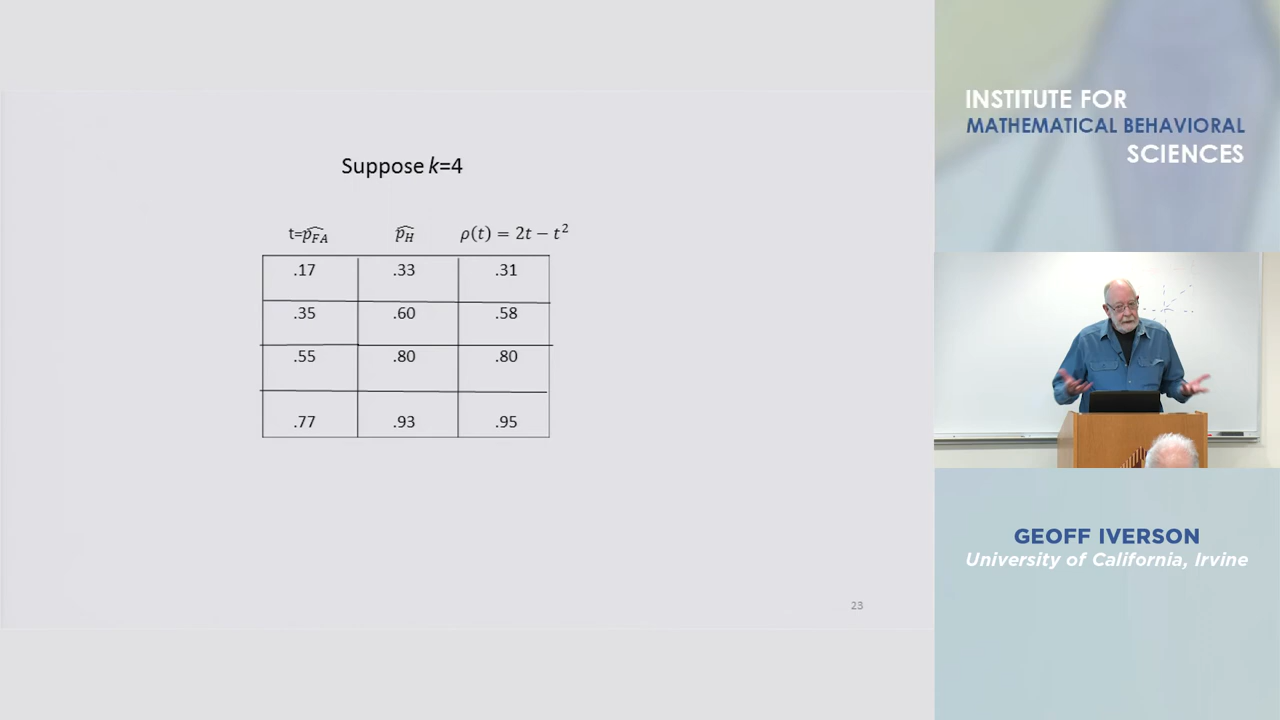 Suppose k=4
t=p̂_FA p̂_H ρ(t) = 2t − t²
.17 .33 .31
.35 .60 .58
.55 .80 .80
.77 .93 .95
23
INSTITUTE FOR
MATHEMATICAL BEHAVIORAL
SCIENCES
GEOFF IVERSON
University of California, Irvine